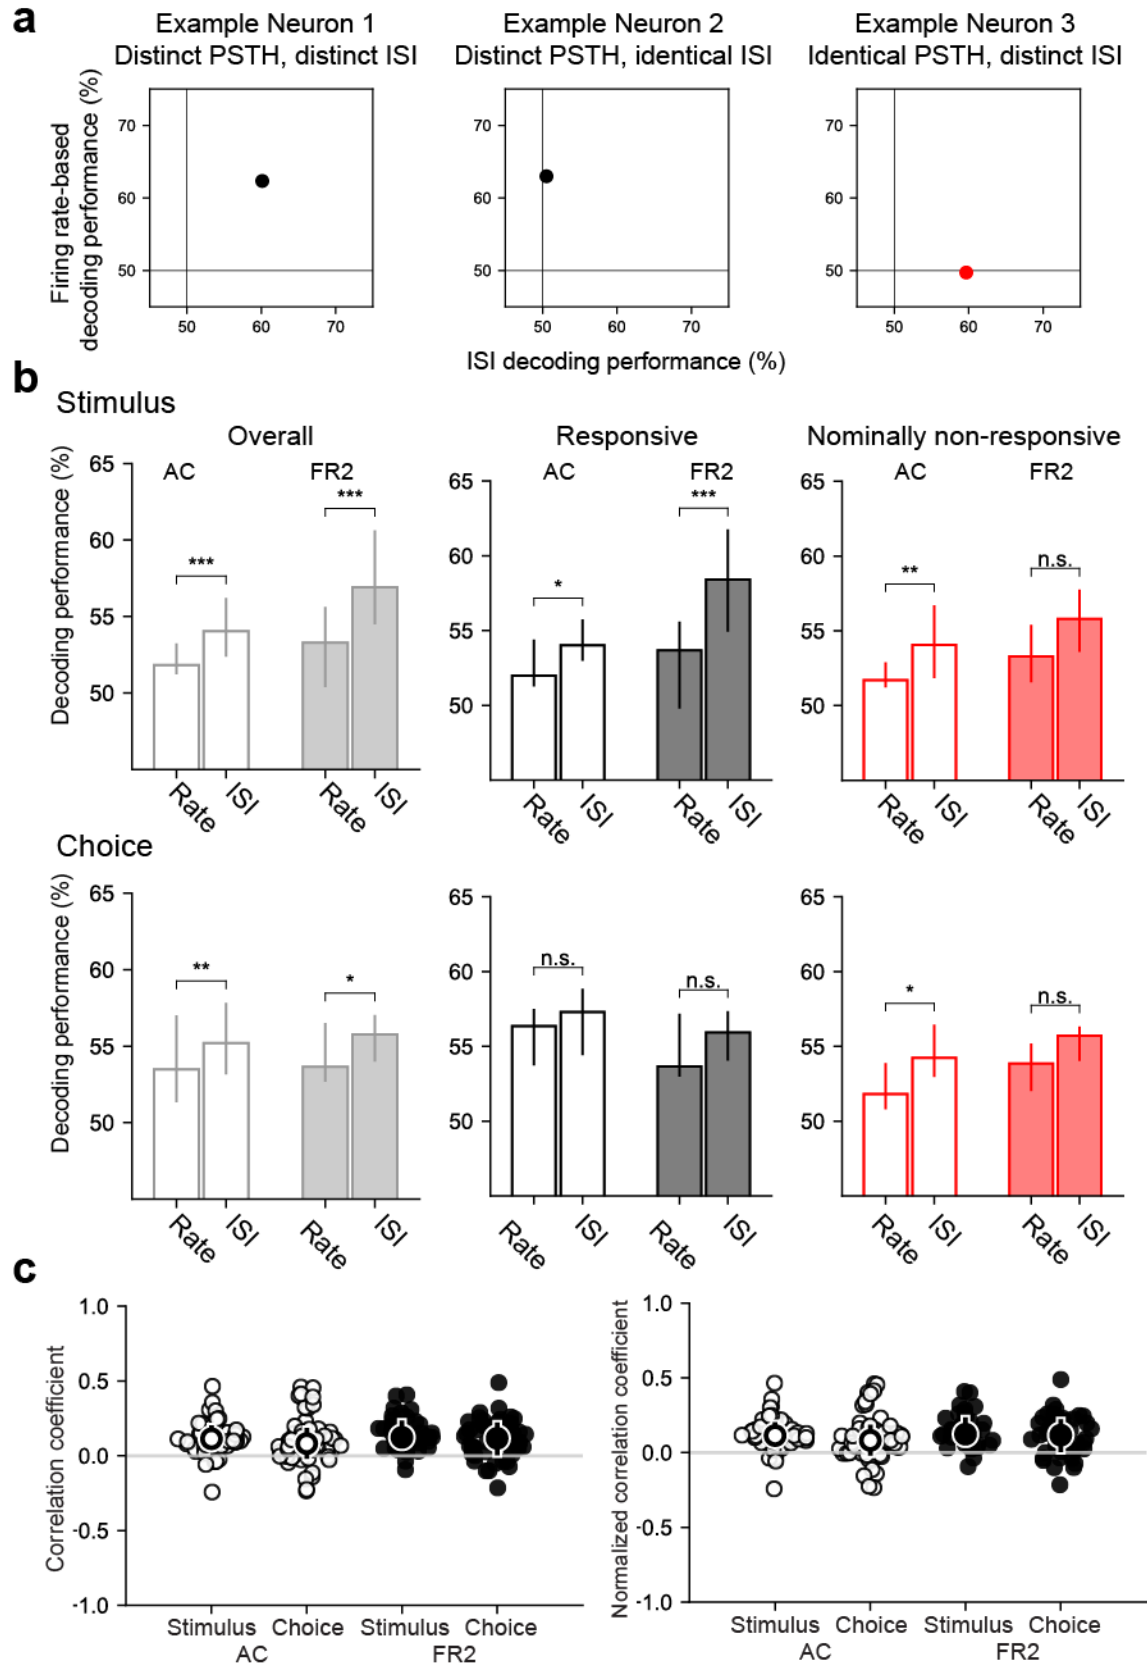 a
Example Neuron 1
Distinct PSTH, distinct ISI
Example Neuron 2
Distinct PSTH, identical ISI
Example Neuron 3
Identical PSTH, distinct ISI
Firing rate-based
decoding performance (%)
70
60
50
50 60 70
70
60
50
50 60 70
70
60
50
50 60 70
ISI decoding performance (%)
b
Stimulus
Overall
Responsive
Nominally non-responsive
Decoding performance (%)
65
60
55
50
AC FR2
***
***
Rate ISI Rate ISI
65
60
55
50
AC FR2
*
***
Rate ISI Rate ISI
65
60
55
50
AC FR2
**
n.s.
Rate ISI Rate ISI
Choice
Decoding performance (%)
65
60
55
50
**
*
Rate ISI Rate ISI
65
60
55
50
n.s.
n.s.
Rate ISI Rate ISI
65
60
55
50
*
n.s.
Rate ISI Rate ISI
c
Correlation coefficient
1.0
0.5
0.0
-0.5
-1.0
Stimulus Choice Stimulus Choice
AC FR2
Normalized correlation coefficient
1.0
0.5
0.0
-0.5
-1.0
Stimulus Choice Stimulus Choice
AC FR2